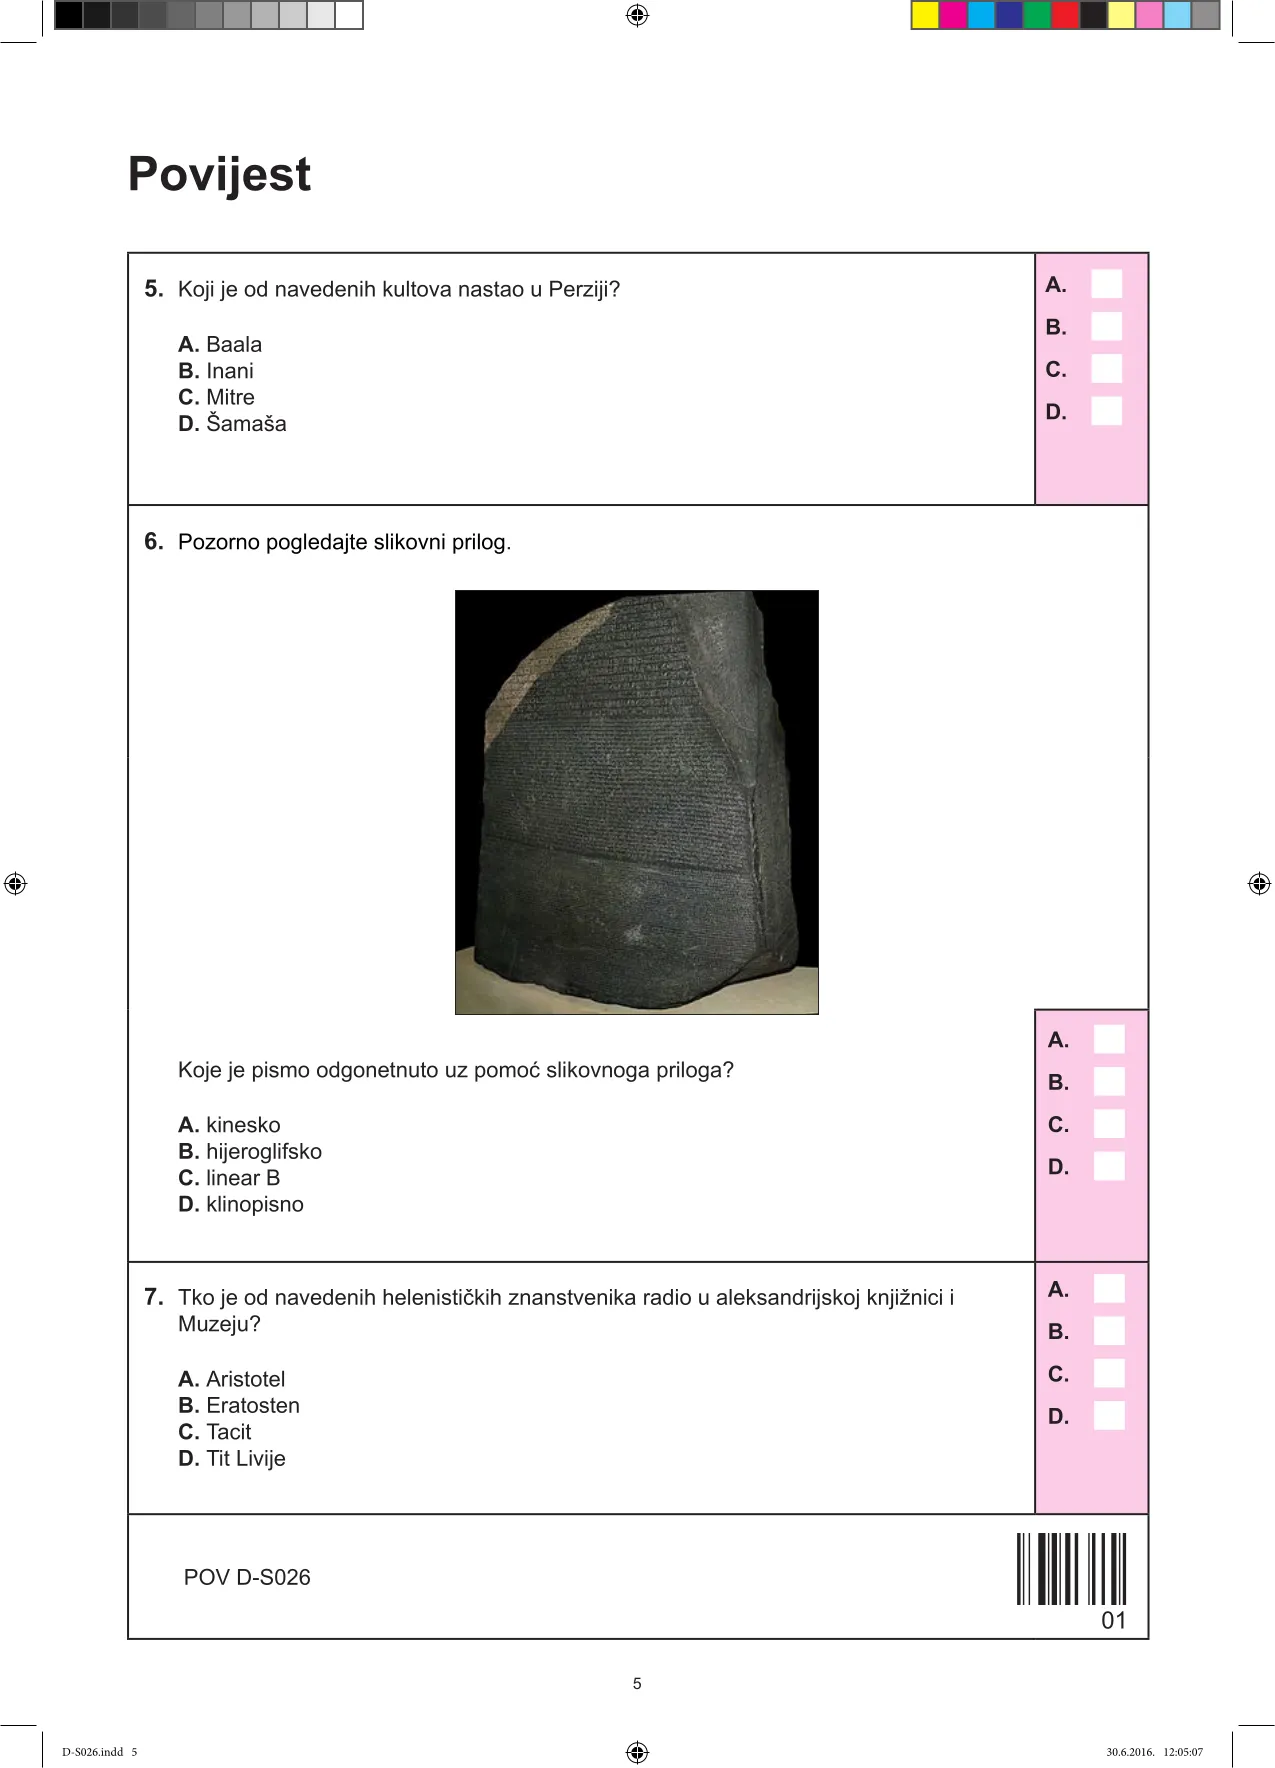 Povijest
5. Koji je od navedenih kultova nastao u Perziji?
A. Baala
B. Inani
C. Mitre
D. Šamaša
A.
B.
C.
D.
6. Pozorno pogledajte slikovni prilog.
Koje je pismo odgonetnuto uz pomoć slikovnoga priloga?
A. kinesko
B. hijeroglifsko
C. linear B
D. klinopisno
A.
B.
C.
D.
7. Tko je od navedenih helenističkih znanstvenika radio u aleksandrijskoj knjižnici i
Muzeju?
A. Aristotel
B. Eratosten
C. Tacit
D. Tit Livije
A.
B.
C.
D.
POV D-S026
01
5
D-S026.indd 5
30.6.2016. 12:05:07